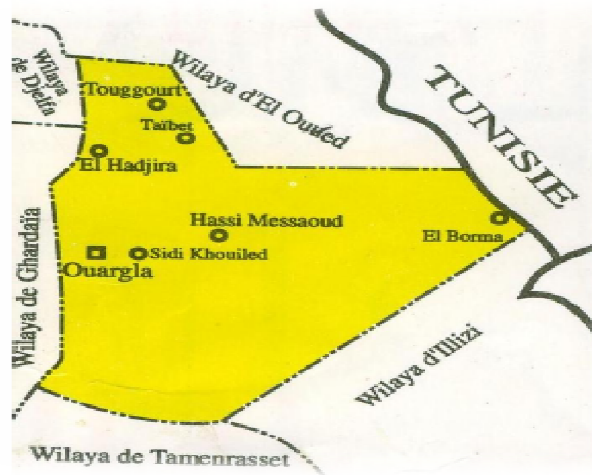 Wilaya
de Djelfa
Wilaya d'El Oued
TUNISIE
Touggourt
Taïbet
El Hadjira
Hassi Messaoud
El Borma
Sidi Khouiled
Ouargla
Wilaya de Ghardaïa
Wilaya d'Illizi
Wilaya de Tamenrasset